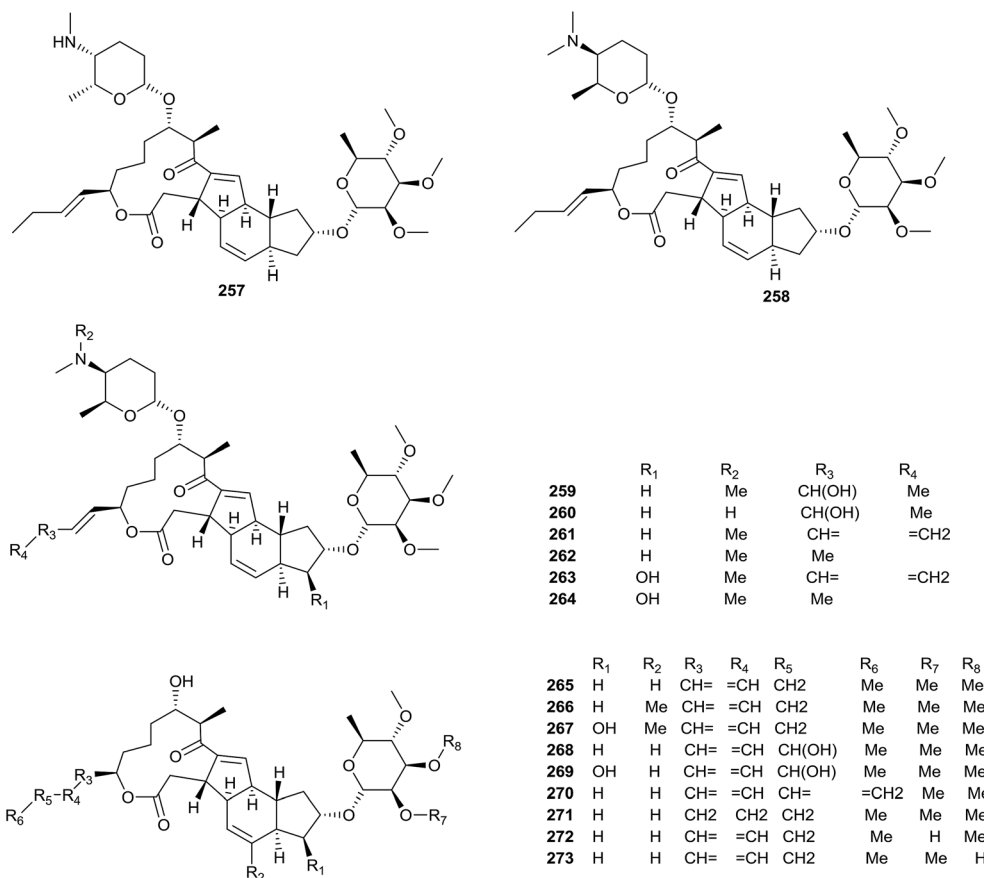 257
258
R1 R2 R3 R4
259 H Me CH(OH) Me
260 H H CH(OH) Me
261 H Me CH= =CH2
262 H Me Me
263 OH Me CH= =CH2
264 OH Me Me
R1 R2 R3 R4 R5 R6 R7 R8
265 H H CH= =CH CH2 Me Me Me
266 H Me CH= =CH CH2 Me Me Me
267 OH Me CH= =CH CH2 Me Me Me
268 H H CH= =CH CH(OH) Me Me Me
269 OH H CH= =CH CH(OH) Me Me Me
270 H H CH= =CH CH= =CH2 Me Me
271 H H CH2 CH2 CH2 Me Me Me
272 H H CH= =CH CH2 Me H Me
273 H H CH= =CH CH2 Me Me H
HN
O
O
O
O
O
H
H
H
H
H
O
O
O
O
O
N
O
O
O
O
O
H
H
H
H
H
O
O
O
O
O
R2
N
O
O
O
R3
R4
O
O
H
H
H
H
H
R1
O
O
O
O
O
OH
O
R3
R4
R5
R6
O
O
H
H
H
H
H
R2
R1
O
O
O
O
R8
O
R7